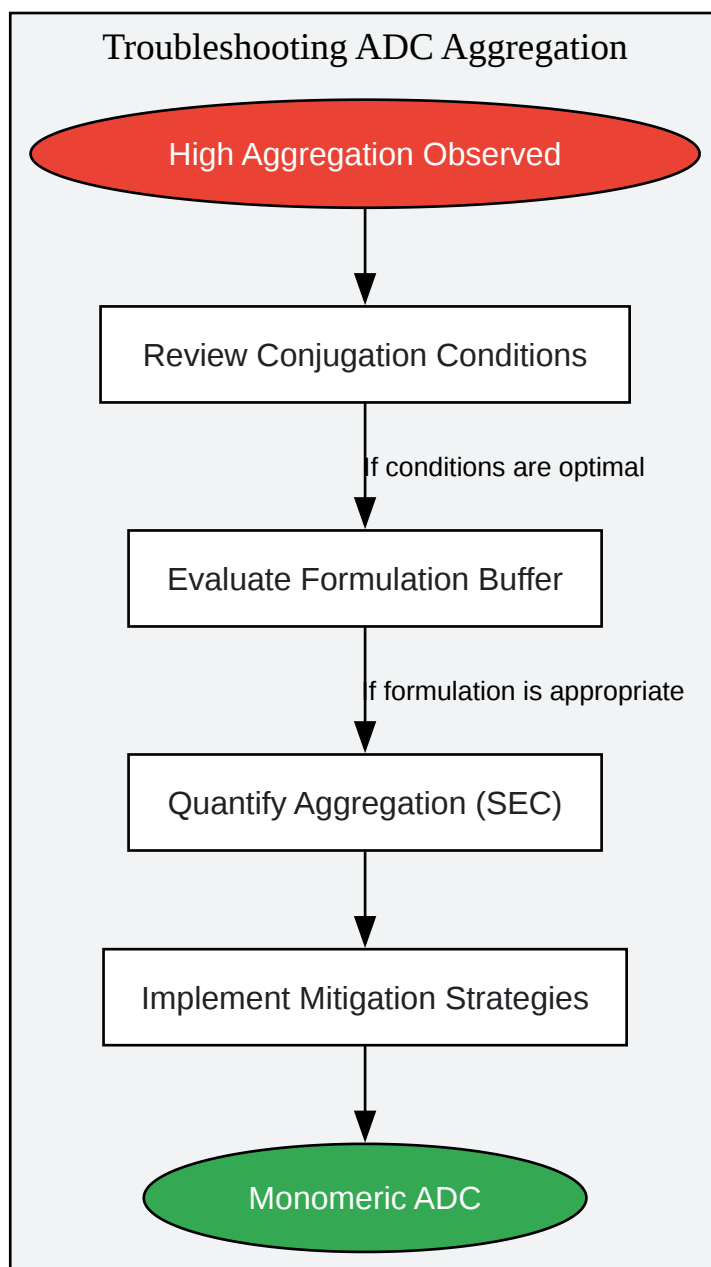 Troubleshooting ADC Aggregation
High Aggregation Observed
Review Conjugation Conditions
If conditions are optimal
Evaluate Formulation Buffer
If formulation is appropriate
Quantify Aggregation (SEC)
Implement Mitigation Strategies
Monomeric ADC